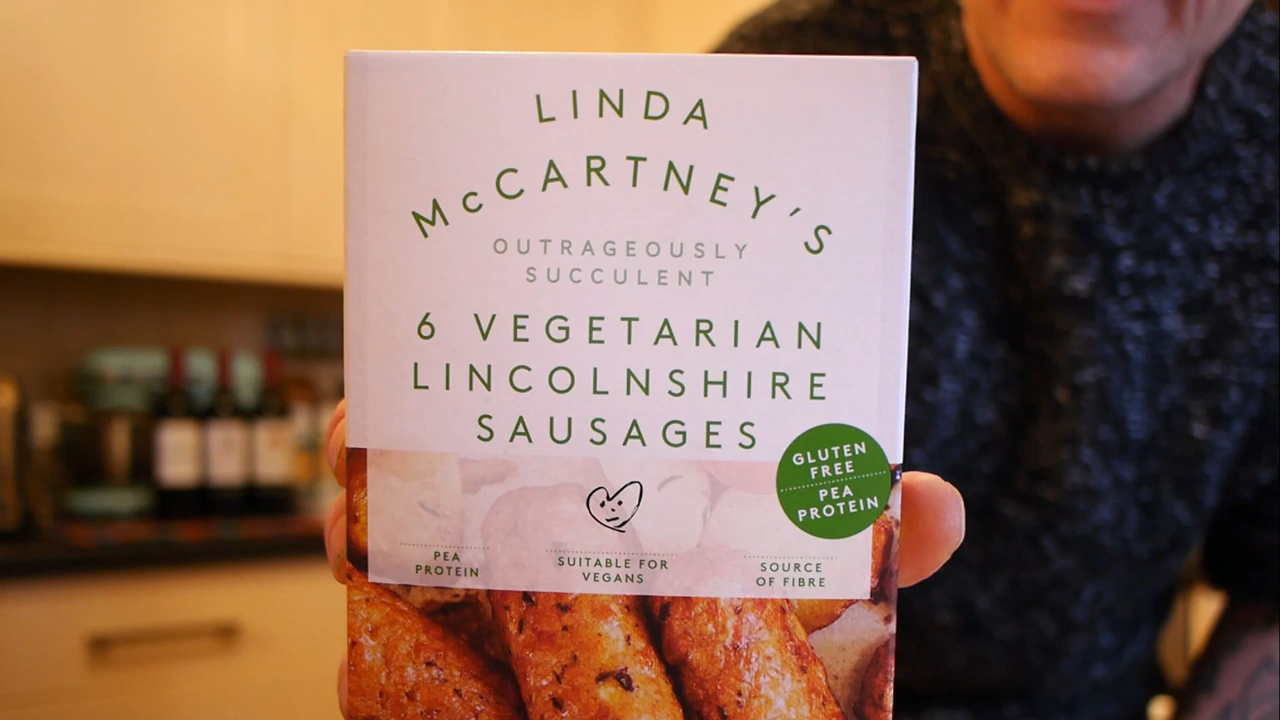 LINDA
McCARTNEY'S
OUTRAGEOUSLY
SUCCULENT
6 VEGETARIAN
LINCOLNSHIRE
SAUSAGES
GLUTEN
FREE
PEA
PROTEIN
PEA
PROTEIN
SUITABLE FOR
VEGANS
SOURCE
OF FIBRE